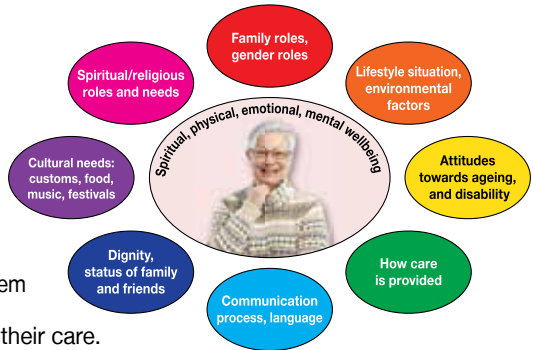 Family roles,
gender roles
Spiritual/religious
roles and needs
Lifestyle situation,
environmental
factors
Spiritual, physical, emotional, mental wellbeing
Cultural needs:
customs, food,
music, festivals
Attitudes
towards ageing,
and disability
Dignity,
status of family
and friends
How care
is provided
Communication
process, language
their care.